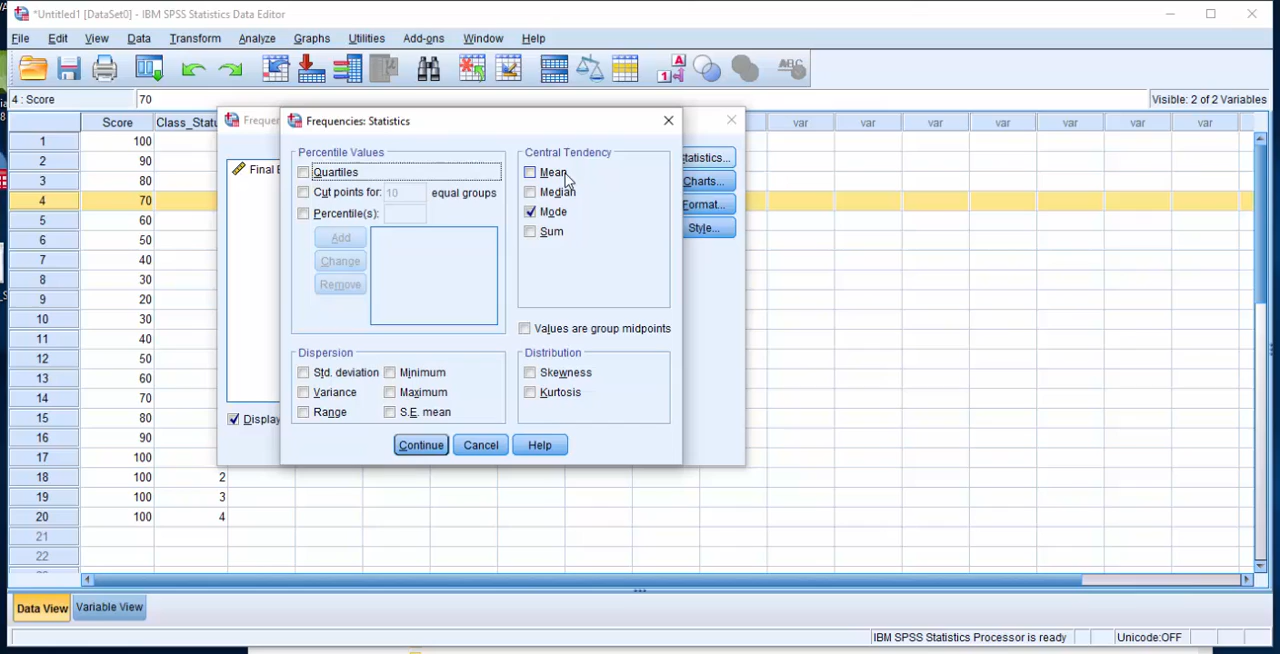 *Untitled1 [DataSet0] - IBM SPSS Statistics Data Editor
File Edit View Data Transform Analyze Graphs Utilities Add-ons Window Help
4 : Score 70 Visible: 2 of 2 Variables
Score Class_Statu var var var var var var var
Frequen
Frequencies: Statistics
Final E
Percentile Values
Quartiles
Cut points for: 10 equal groups
Percentile(s):
Add
Change
Remove
Central Tendency
Mean
Median
Mode
Sum
Values are group midpoints
Dispersion
Std. deviation Minimum
Variance Maximum
Range S.E. mean
Distribution
Skewness
Kurtosis
Continue Cancel Help
Statistics...
Charts...
Format...
Style...
Display
1 100
2 90
3 80
4 70
5 60
6 50
7 40
8 30
9 20
10 30
11 40
12 50
13 60
14 70
15 80
16 90
17 100
18 100 2
19 100 3
20 100 4
21
22
Data View Variable View
IBM SPSS Statistics Processor is ready Unicode:OFF